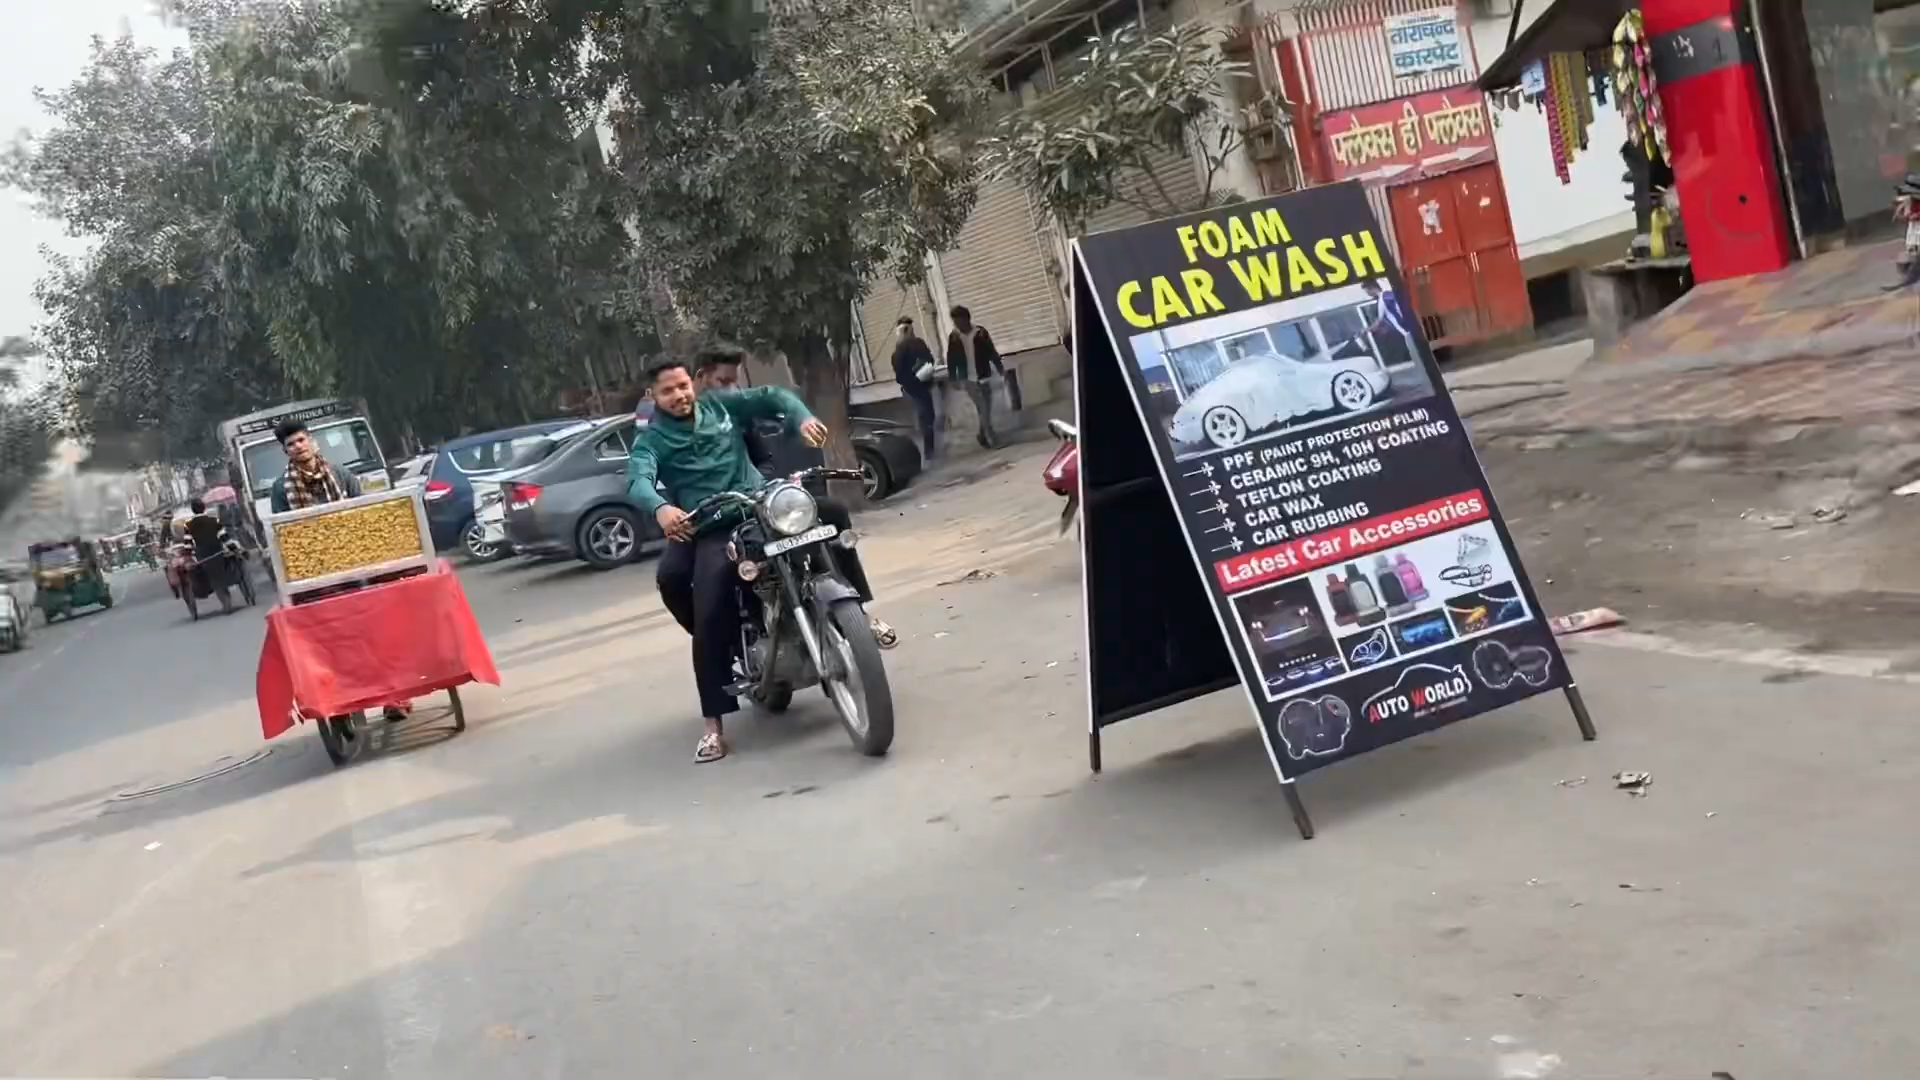 ताराचन्द
कारपेट
फ्लैक्स ही फ्लैक्स
FOAM
CAR WASH
PPF (PAINT PROTECTION FILM)
CERAMIC 9H, 10H COATING
TEFLON COATING
CAR WAX
CAR RUBBING
Latest Car Accessories
AUTO WORLD